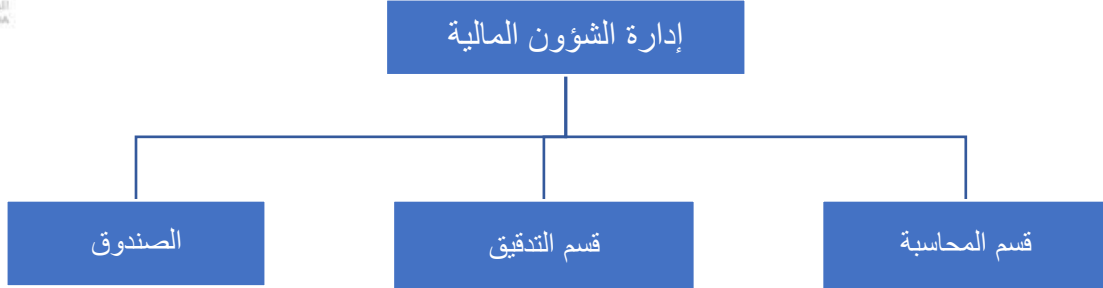 إدارة الشؤون المالية
قسم المحاسبة
قسم التدقيق
الصندوق